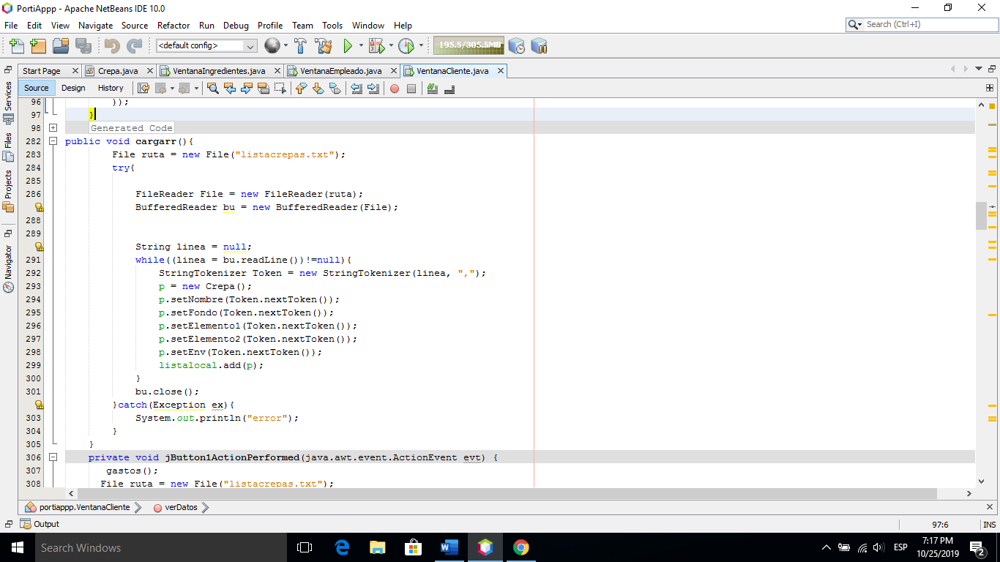 PortiAppp - Apache NetBeans IDE 10.0
File Edit View Navigate Source Refactor Run Debug Profile Team Tools Window Help
Search (Ctrl+I)
<default config>
195.5/305.5MB
Start Page Crepa.java VentanaIngredientes.java VentanaEmpleado.java VentanaCliente.java
Source Design History
Services
Files
Projects
Navigator
96 ));
97 }
98 Generated Code
282 public void cargarr(){
283 File ruta = new File("listacrepas.txt");
284 try{
285
286 FileReader File = new FileReader(ruta);
BufferedReader bu = new BufferedReader(File);
288
289
String linea = null;
291 while((linea = bu.readLine())!=null){
292 StringTokenizer Token = new StringTokenizer(linea, ",");
293 p = new Crepa();
294 p.setNombre(Token.nextToken());
295 p.setFondo(Token.nextToken());
296 p.setElemento1(Token.nextToken());
297 p.setElemento2(Token.nextToken());
298 p.setEnv(Token.nextToken());
299 listalocal.add(p);
300 }
301 bu.close();
}catch(Exception ex){
303 System.out.println("error");
304 }
305 }
306 private void jButton1ActionPerformed(java.awt.event.ActionEvent evt) {
307 gastos();
308 File ruta = new File("listacrepas.txt");
portiappp.VentanaCliente verDatos
Output
97:6 INS
Search Windows
ESP
7:17 PM
10/25/2019
2